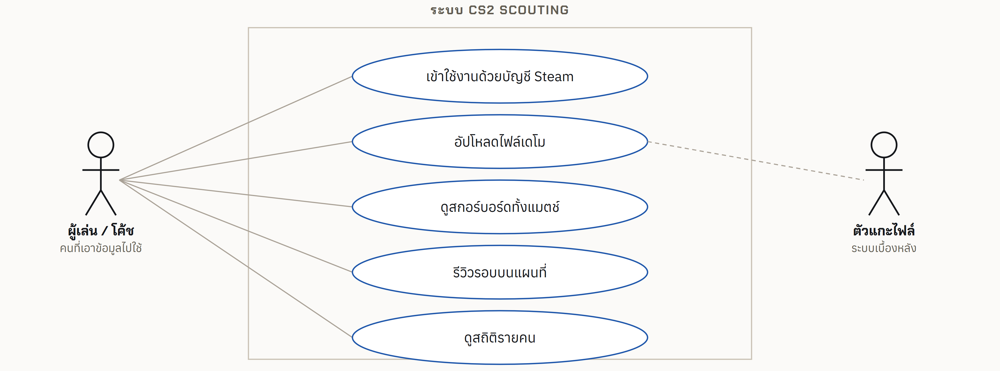 ระบบ CS2 SCOUTING
เข้าใช้งานด้วยบัญชี Steam
อัปโหลดไฟล์เดโม
ดูสกอร์บอร์ดทั้งแมตช์
รีวิวรอบบนแผนที่
ดูสถิติรายคน
ผู้เล่น / โค้ช
คนที่เอาข้อมูลไปใช้
ตัวแกะไฟล์
ระบบเบื้องหลัง